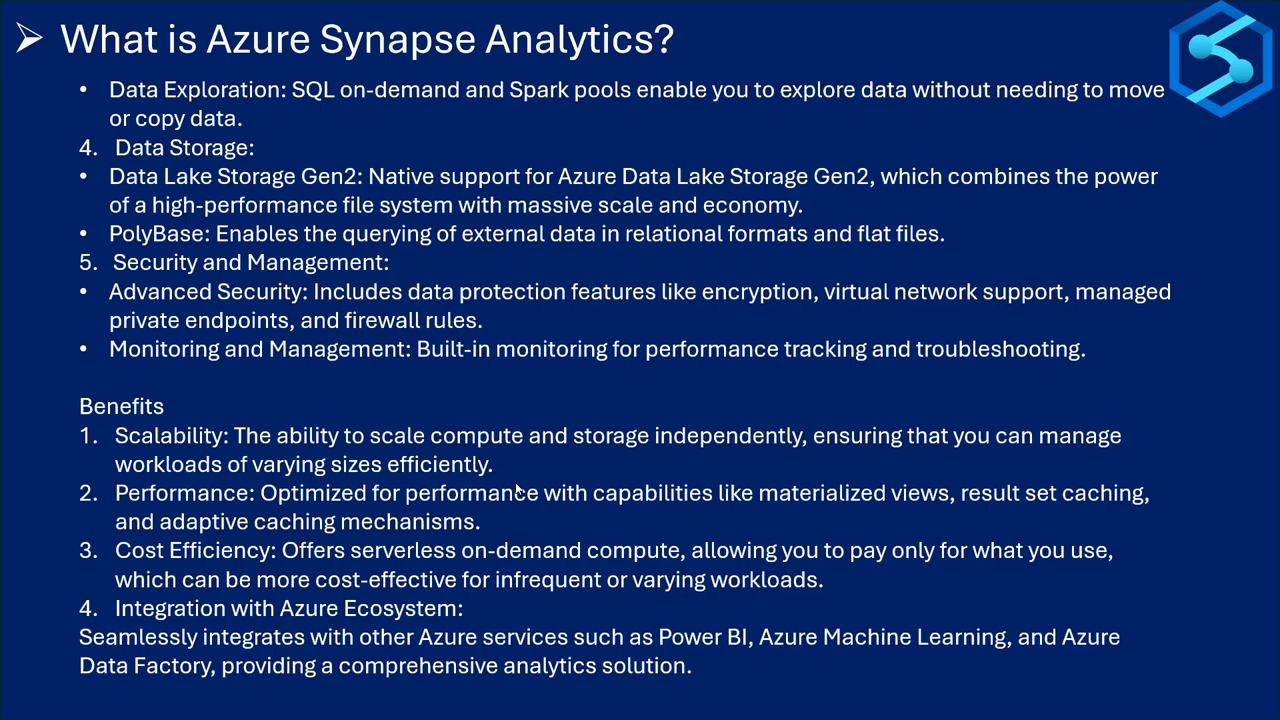 ➢ What is Azure Synapse Analytics?
• Data Exploration: SQL on-demand and Spark pools enable you to explore data without needing to move
or copy data.
4. Data Storage:
• Data Lake Storage Gen2: Native support for Azure Data Lake Storage Gen2, which combines the power
of a high-performance file system with massive scale and economy.
• PolyBase: Enables the querying of external data in relational formats and flat files.
5. Security and Management:
• Advanced Security: Includes data protection features like encryption, virtual network support, managed
private endpoints, and firewall rules.
• Monitoring and Management: Built-in monitoring for performance tracking and troubleshooting.
Benefits
1. Scalability: The ability to scale compute and storage independently, ensuring that you can manage
workloads of varying sizes efficiently.
2. Performance: Optimized for performance with capabilities like materialized views, result set caching,
and adaptive caching mechanisms.
3. Cost Efficiency: Offers serverless on-demand compute, allowing you to pay only for what you use,
which can be more cost-effective for infrequent or varying workloads.
4. Integration with Azure Ecosystem:
Seamlessly integrates with other Azure services such as Power BI, Azure Machine Learning, and Azure
Data Factory, providing a comprehensive analytics solution.